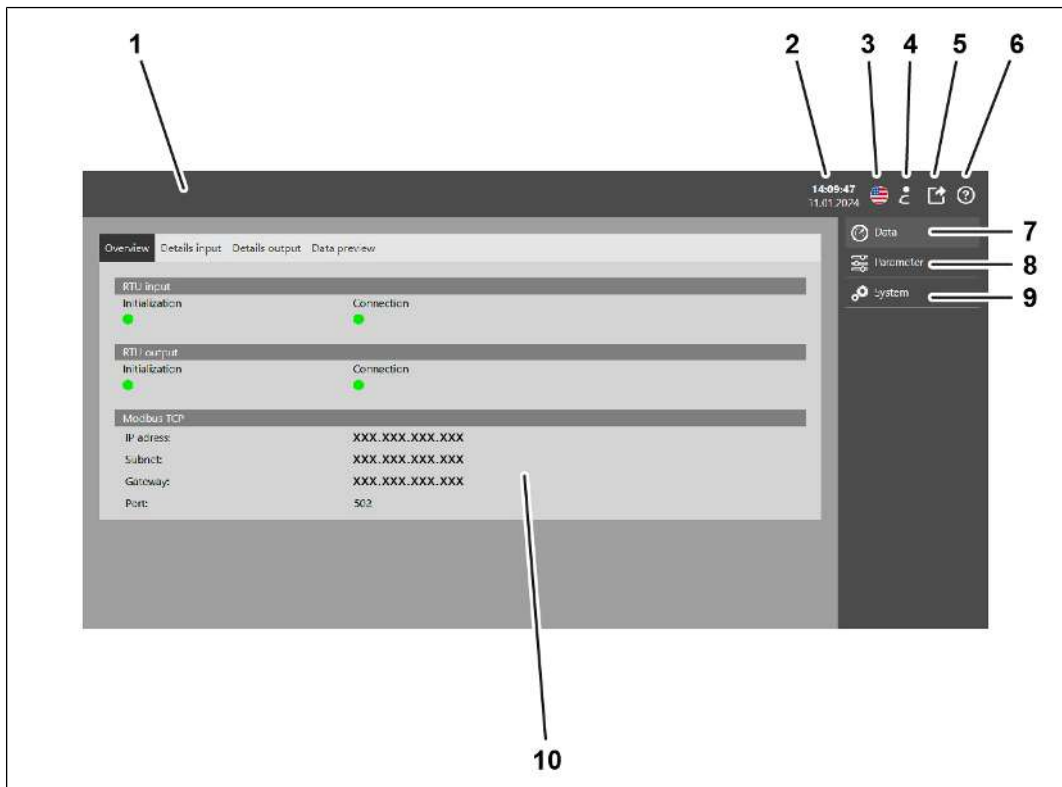 1 2 3 4 5 6
14:09:47
11.01.2024
Data 7
Overview Details input Details output Data preview
Parameter 8
RTU input
System 9
Initialization Connection
RTU output
Initialization Connection
Modbus TCP
IP adress: XXX.XXX.XXX.XXX
Subnet: XXX.XXX.XXX.XXX
Gateway: XXX.XXX.XXX.XXX
Port: 502
10